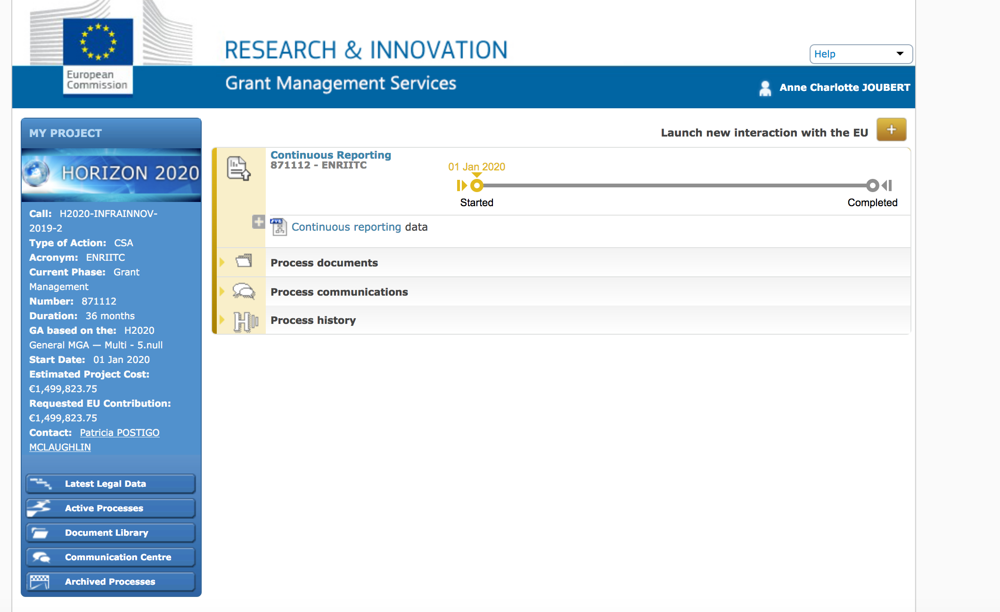 RESEARCH & INNOVATION
Help
European
Commission
Grant Management Services
Anne Charlotte JOUBERT
MY PROJECT
HORIZON 2020
Call: H2020-INFRAINNOV-
2019-2
Type of Action: CSA
Acronym: ENRIITC
Current Phase: Grant
Management
Number: 871112
Duration: 36 months
GA based on the: H2020
General MGA — Multi - 5.null
Start Date: 01 Jan 2020
Estimated Project Cost:
€1,499,823.75
Requested EU Contribution:
€1,499,823.75
Contact: Patricia POSTIGO
MCLAUGHLIN
Latest Legal Data
Active Processes
Document Library
Communication Centre
Archived Processes
Launch new interaction with the EU
Continuous Reporting
871112 - ENRIITC
01 Jan 2020
Started
Completed
Continuous reporting data
Process documents
Process communications
Process history